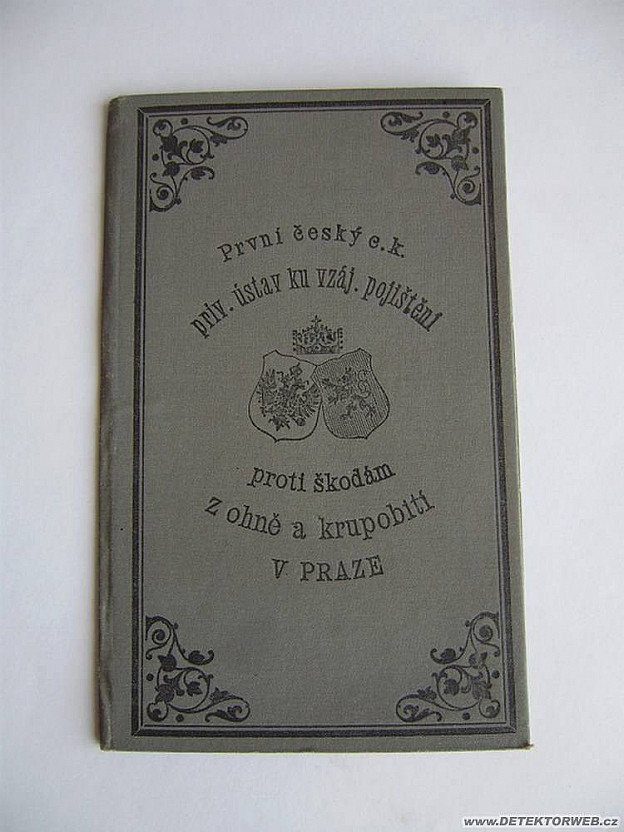 První český c. k.
priv. ústav ku vzáj. pojištění
proti škodám
z ohně a krupobití
V PRAZE
www.DETEKTORWEB.cz